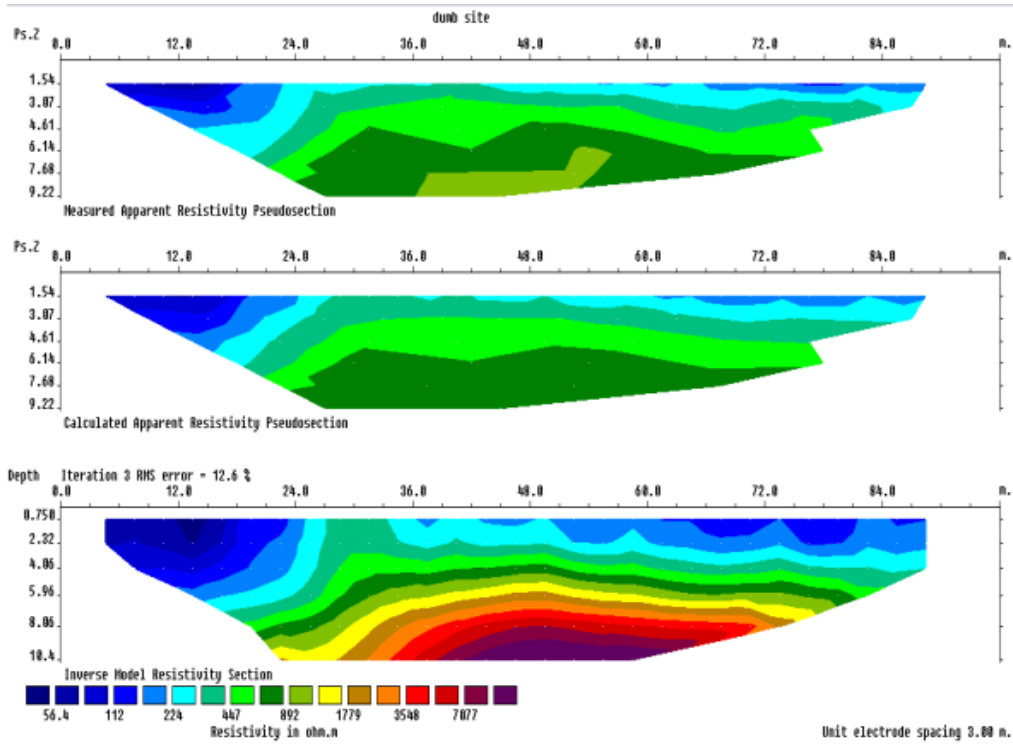 dumb site
Ps.Z
0.0 12.0 24.0 36.0 48.0 60.0 72.0 84.0 m.
1.54
3.07
4.61
6.14
7.68
9.22
Measured Apparent Resistivity Pseudosection
Ps.Z
0.0 12.0 24.0 36.0 48.0 60.0 72.0 84.0 m.
1.54
3.07
4.61
6.14
7.68
9.22
Calculated Apparent Resistivity Pseudosection
Depth Iteration 3 RMS error = 12.6 %
0.0 12.0 24.0 36.0 48.0 60.0 72.0 84.0 m.
0.750
2.32
4.06
5.96
8.06
10.4
Inverse Model Resistivity Section
56.4 112 224 447 892 1779 3548 7077
Resistivity in ohm.m Unit electrode spacing 3.00 m.